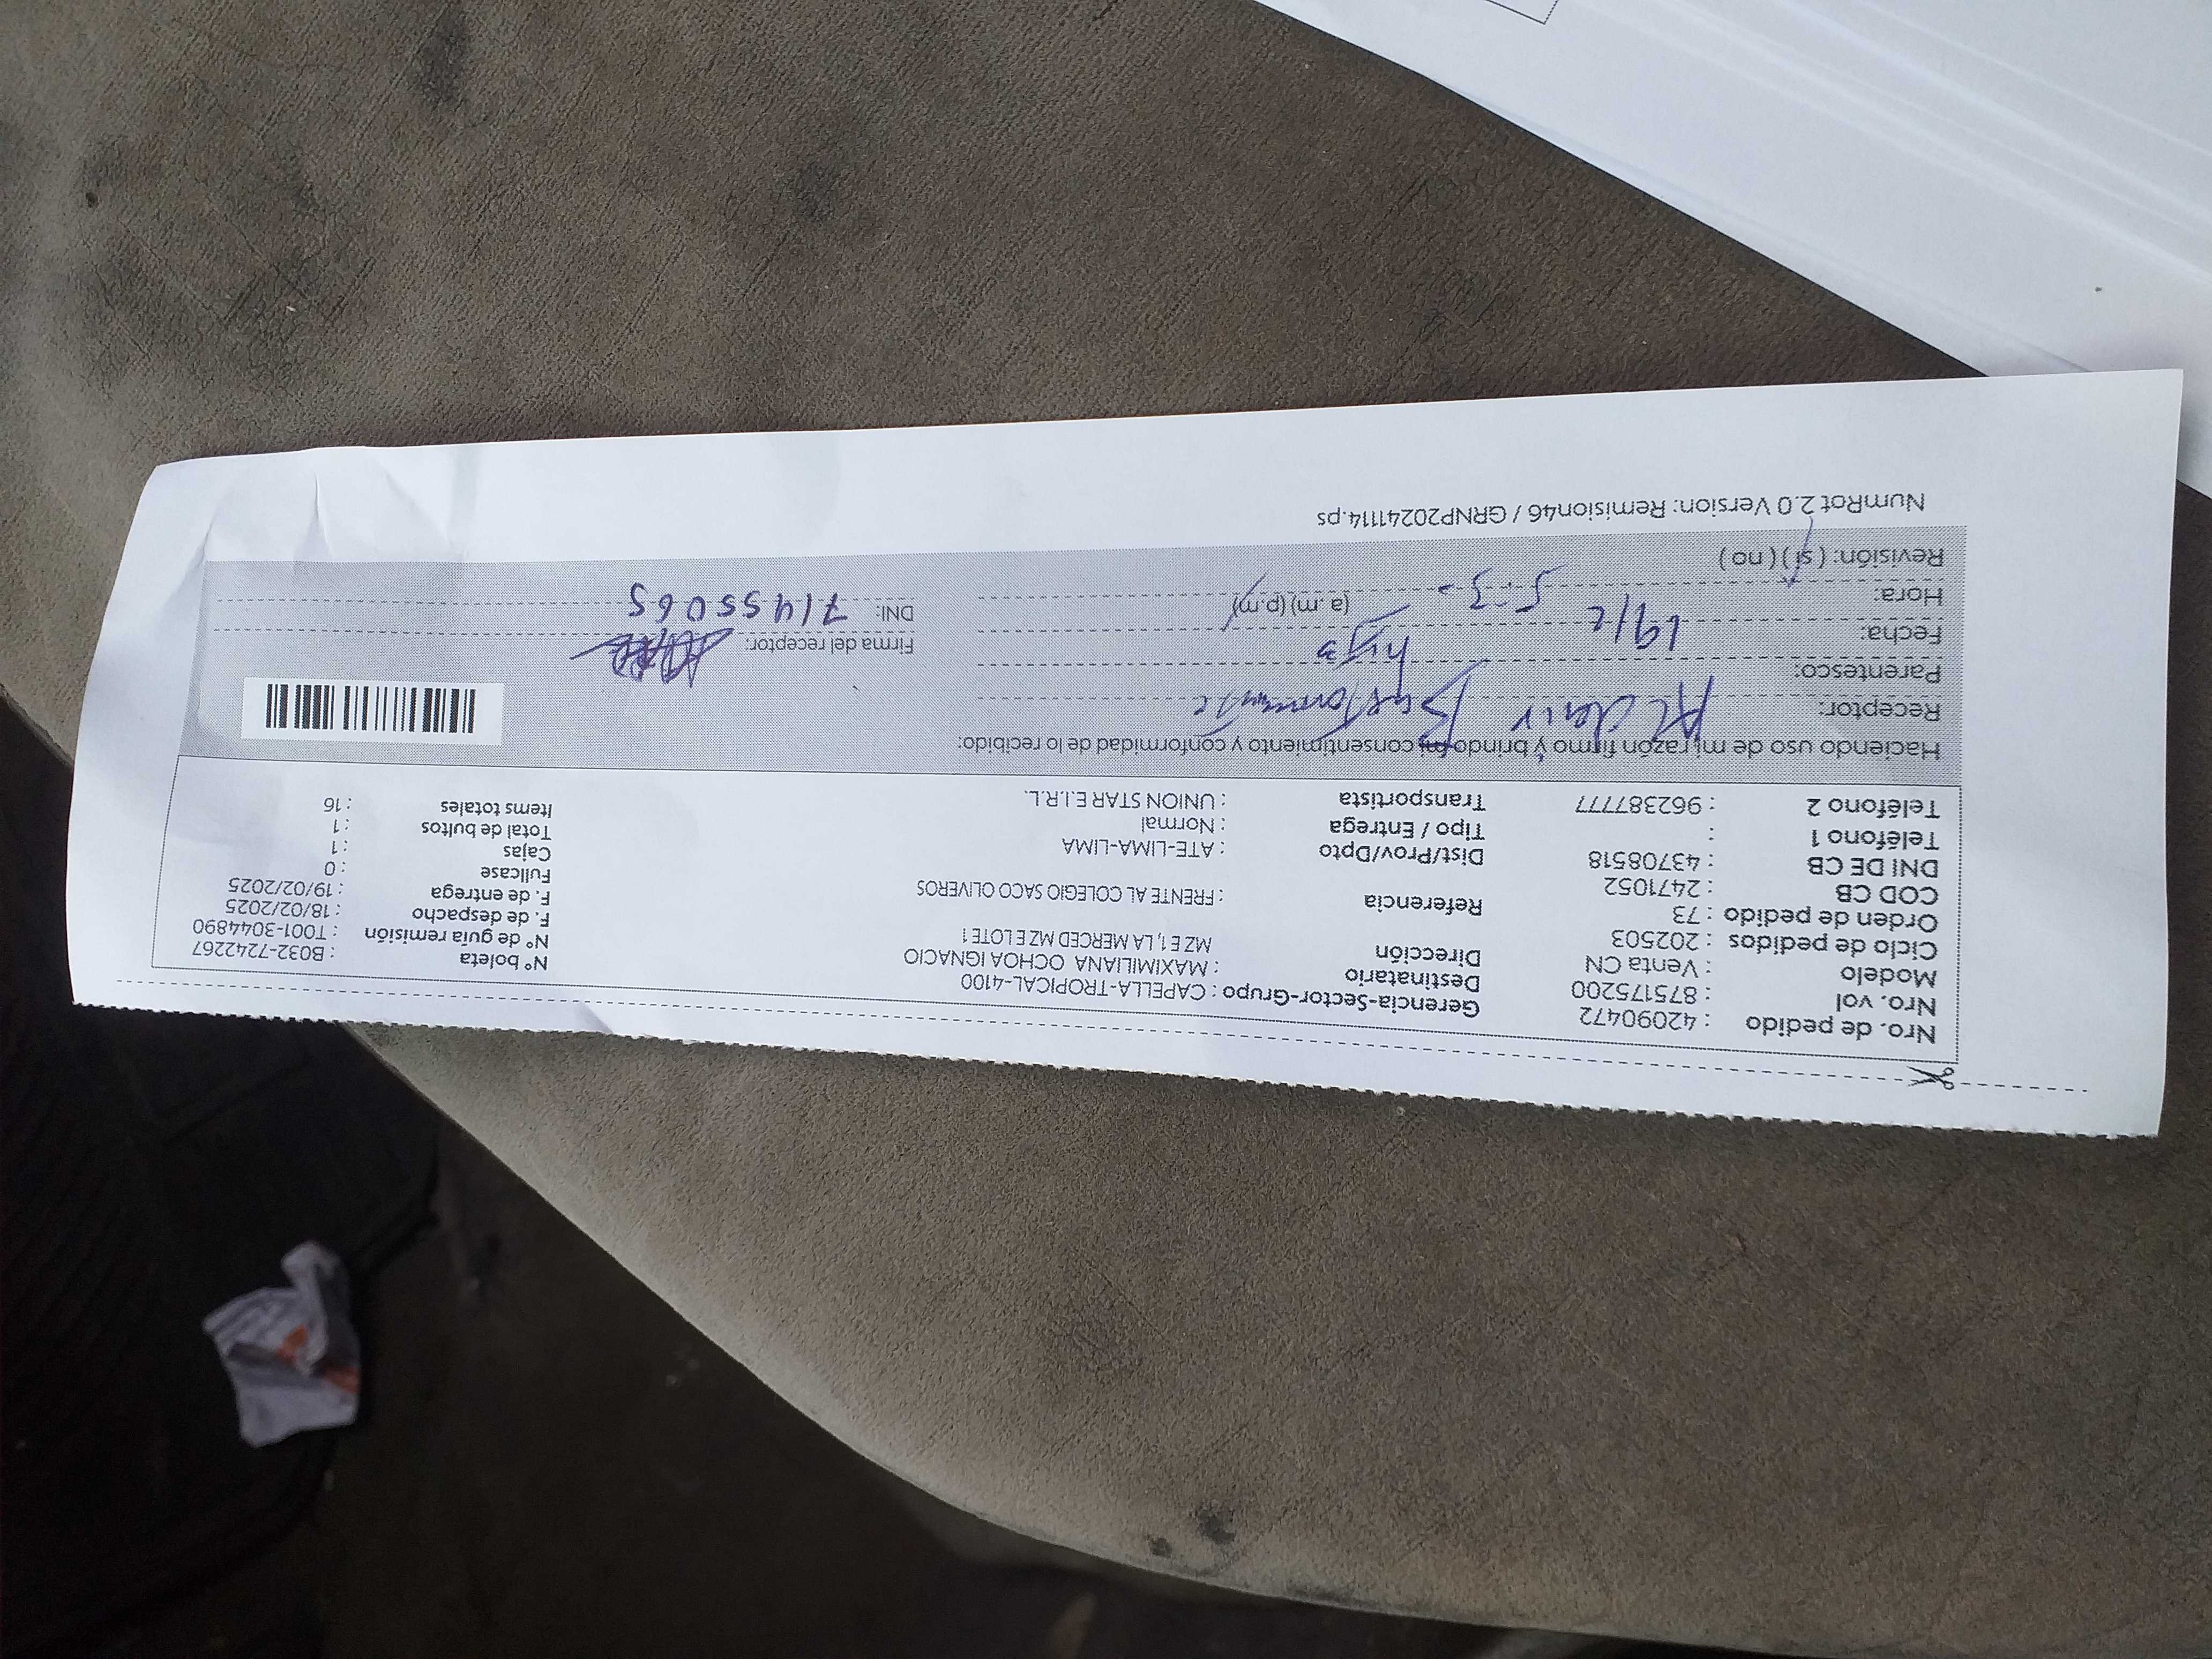 Nro. de pedido : 42090472 Gerencia-Sector-Grupo : CAPELLA-TROPICAL-4100 N° boleta : B032-7242267
Nro. vol : 875175200 Destinatario : MAXIMILIANA OCHOA IGNACIO N° de guia remisión : T001-3044890
Modelo : Venta CN Dirección MZ E 1, LA MERCED MZ E LOTE 1 F. de despacho : 18/02/2025
Ciclo de pedidos : 202503 Referencia : FRENTE AL COLEGIO SACO OLIVEROS F. de entrega : 19/02/2025
Orden de pedido : 73 Dist/Prov/Dpto : ATE-LIMA-LIMA Fullcase : 0
COD CB : 2471052 Tipo / Entrega : Normal Cajas : 1
DNI DE CB : 43708518 Transportista : UNION STAR E.I.R.L. Total de bultos : 1
Teléfono 1 : Items totales : 16
Teléfono 2 : 962387777
Haciendo uso de mi razón firmo y brindo mi consentimiento y conformidad de lo recibido:
Receptor: Aldair
Parentesco: hijo
Fecha: 19/2
Hora: (a.m) (p.m)
Revisión: (si) (no)
Firma del receptor:
DNI: 71455065
NumRot 2.0 Version: Remision46 / GRNP20241114.ps